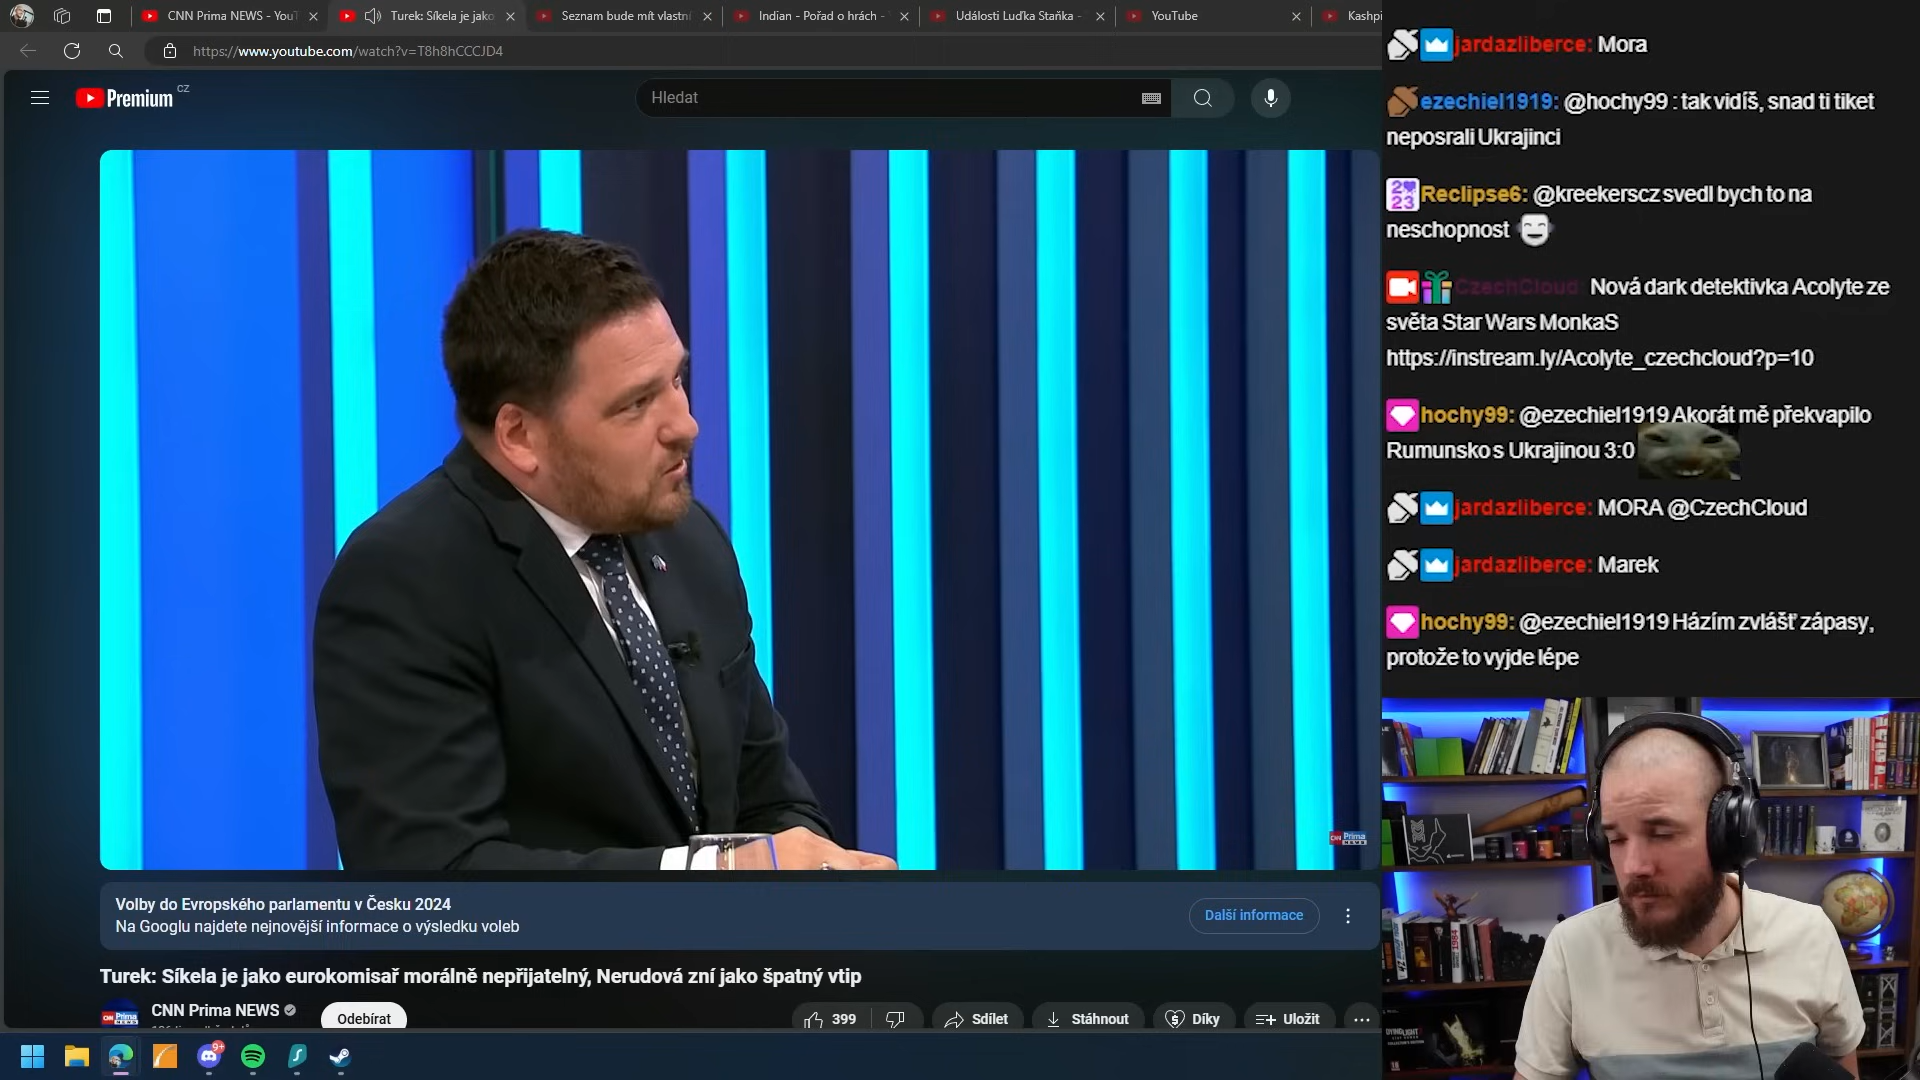 CNN Prima NEWS - YouT
Turek: Síkela je jako
Seznam bude mít vlastní
Indian - Pořad o hrách -
Události Luďka Staňka -
YouTube
Kashpi
https://www.youtube.com/watch?v=T8h8hCCCJD4
Premium CZ
Hledat
CNN Prima NEWS
Volby do Evropského parlamentu v Česku 2024
Na Googlu najdete nejnovější informace o výsledku voleb
Další informace
Turek: Síkela je jako eurokomisař morálně nepřijatelný, Nerudová zní jako špatný vtip
CNN Prima NEWS
Odebírat
399
Sdílet
Stáhnout
Díky
Uložit
9+
jardazliberce: Mora
ezechiel1919: @hochy99 : tak vidíš, snad ti tiket
neposrali Ukrajinci
Reclipse6: @kreekerscz svedl bych to na
neschopnost
CzechCloud: Nová dark detektivka Acolyte ze
světa Star Wars MonkaS
https://instream.ly/Acolyte_czechcloud?p=10
hochy99: @ezechiel1919 Akorát mě překvapilo
Rumunsko s Ukrajinou 3:0
jardazliberce: MORA @CzechCloud
jardazliberce: Marek
hochy99: @ezechiel1919 Házím zvlášť zápasy,
protože to vyjde lépe
1984